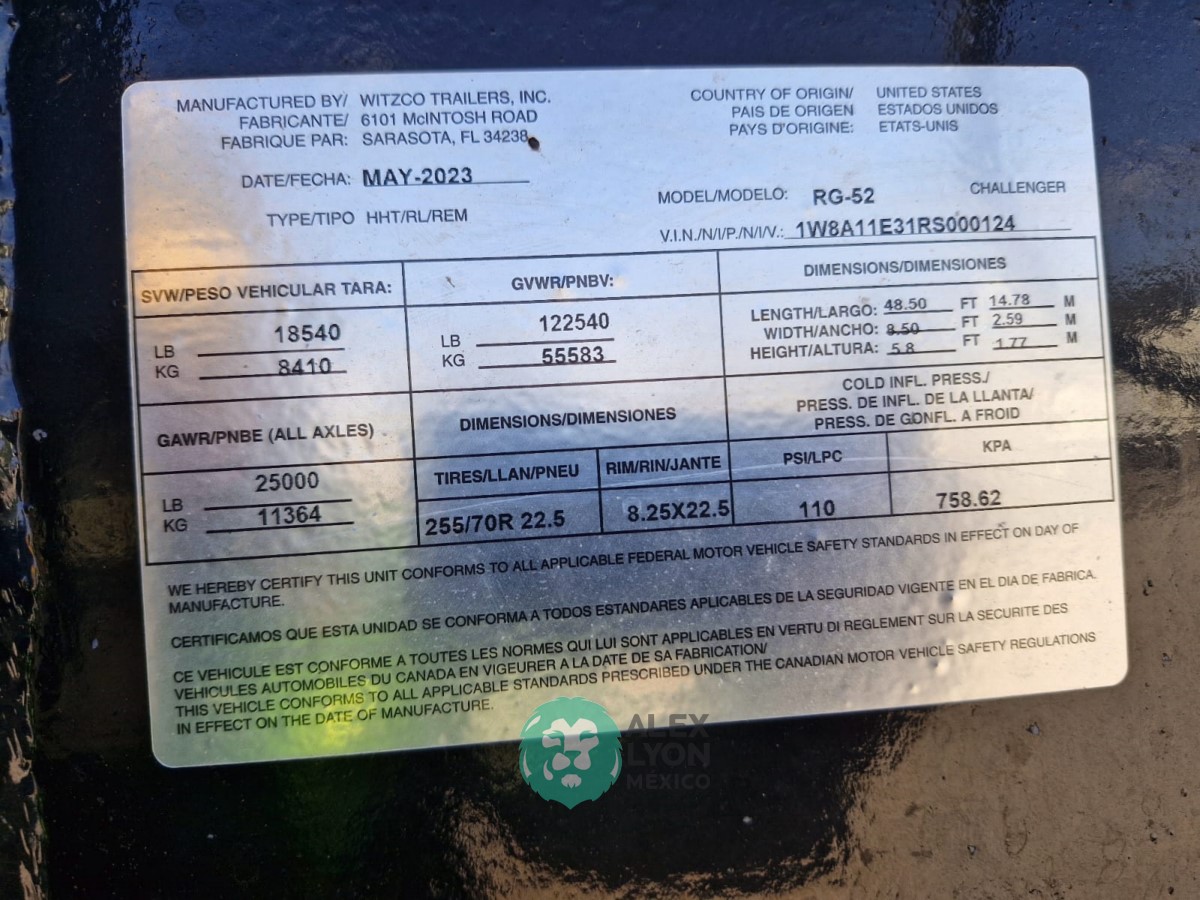 MANUFACTURED BY/ WITZCO TRAILERS, INC.
FABRICANTE/ 6101 McINTOSH ROAD
FABRIQUE PAR: SARASOTA, FL 34238
COUNTRY OF ORIGIN/ UNITED STATES
PAIS DE ORIGEN ESTADOS UNIDOS
PAYS D'ORIGINE: ETATS-UNIS
DATE/FECHA: MAY-2023
MODEL/MODELO: RG-52 CHALLENGER
TYPE/TIPO HHT/RL/REM
V.I.N./N/I/P./N/I/V.: 1W8A11E31RS000124
SVW/PESO VEHICULAR TARA:
LB 18540
KG 8410
GVWR/PNBV:
LB 122540
KG 55583
DIMENSIONS/DIMENSIONES
LENGTH/LARGO: 48.50 FT 14.78 M
WIDTH/ANCHO: 8.50 FT 2.59 M
HEIGHT/ALTURA: 5.8 FT 1.77 M
GAWR/PNBE (ALL AXLES)
LB 25000
KG 11364
DIMENSIONS/DIMENSIONES
TIRES/LLAN/PNEU RIM/RIN/JANTE
255/70R 22.5 8.25X22.5
COLD INFL. PRESS./
PRESS. DE INFL. DE LA LLANTA/
PRESS. DE GONFL. A FROID
PSI/LPC KPA
110 758.62
WE HEREBY CERTIFY THIS UNIT CONFORMS TO ALL APPLICABLE FEDERAL MOTOR VEHICLE SAFETY STANDARDS IN EFFECT ON DAY OF
MANUFACTURE.
CERTIFICAMOS QUE ESTA UNIDAD SE CONFORMA A TODOS ESTANDARES APLICABLES DE LA SEGURIDAD VIGENTE EN EL DIA DE FABRICA.
CE VEHICULE EST CONFORME A TOUTES LES NORMES QUI LUI SONT APPLICABLES EN VERTU DI REGLEMENT SUR LA SECURITE DES
VEHICULES AUTOMOBILES DU CANADA EN VIGEURER A LA DATE DE SA FABRICATION/
THIS VEHICLE CONFORMS TO ALL APPLICABLE STANDARDS PRESCRIBED UNDER THE CANADIAN MOTOR VEHICLE SAFETY REGULATIONS
IN EFFECT ON THE DATE OF MANUFACTURE.
ALEX
LYON
MÉXICO